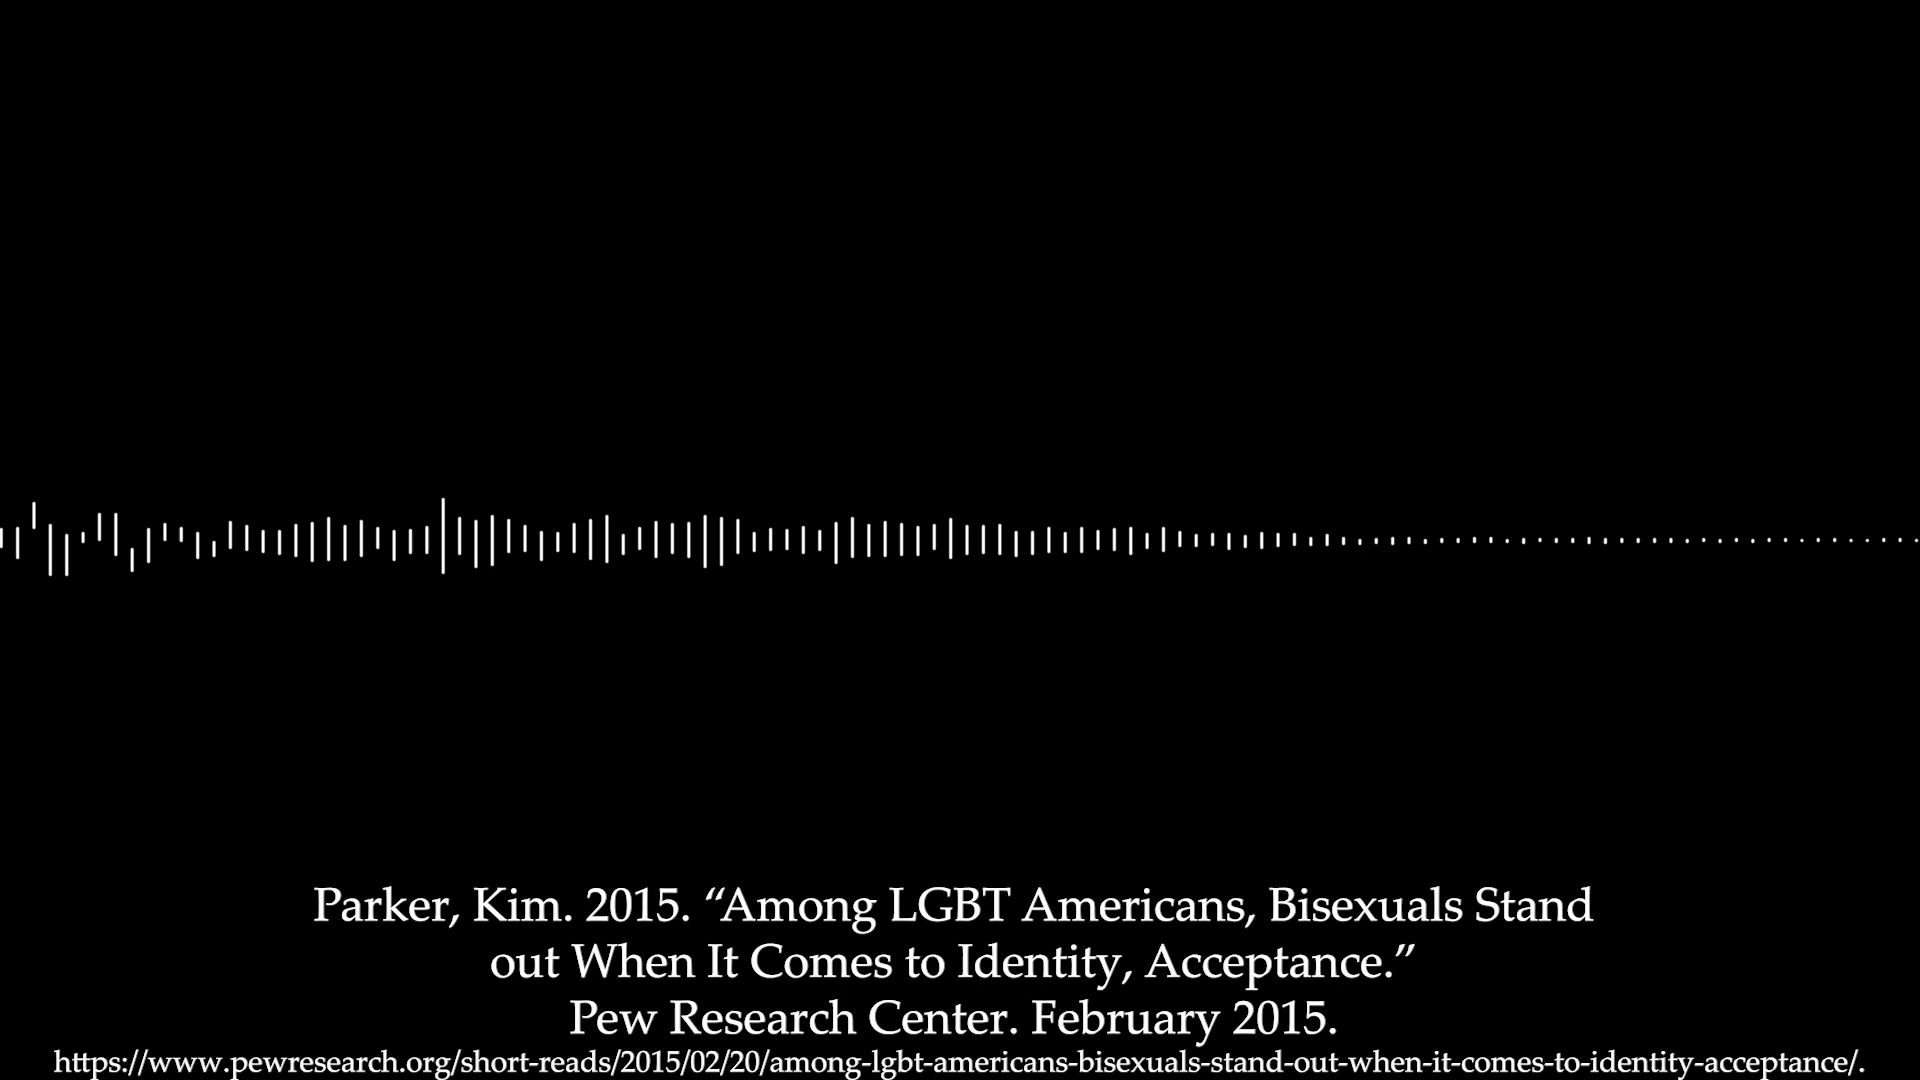 Parker, Kim. 2015. “Among LGBT Americans, Bisexuals Stand
out When It Comes to Identity, Acceptance.”
Pew Research Center. February 2015.
https://www.pewresearch.org/short-reads/2015/02/20/among-lgbt-americans-bisexuals-stand-out-when-it-comes-to-identity-acceptance/.